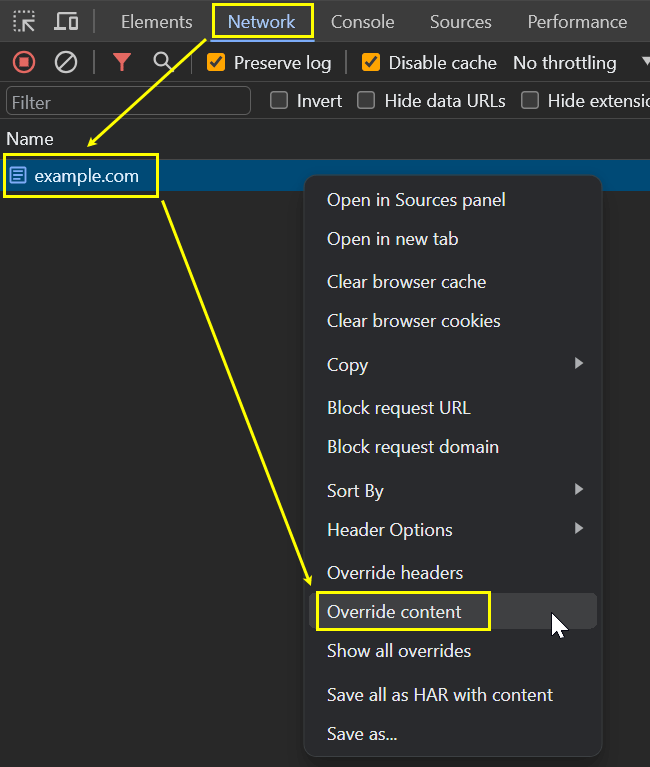 Elements Network Console Sources Performance
Preserve log Disable cache No throttling
Filter Invert Hide data URLs Hide extensio
Name
example.com
Open in Sources panel
Open in new tab
Clear browser cache
Clear browser cookies
Copy
Block request URL
Block request domain
Sort By
Header Options
Override headers
Override content
Show all overrides
Save all as HAR with content
Save as...